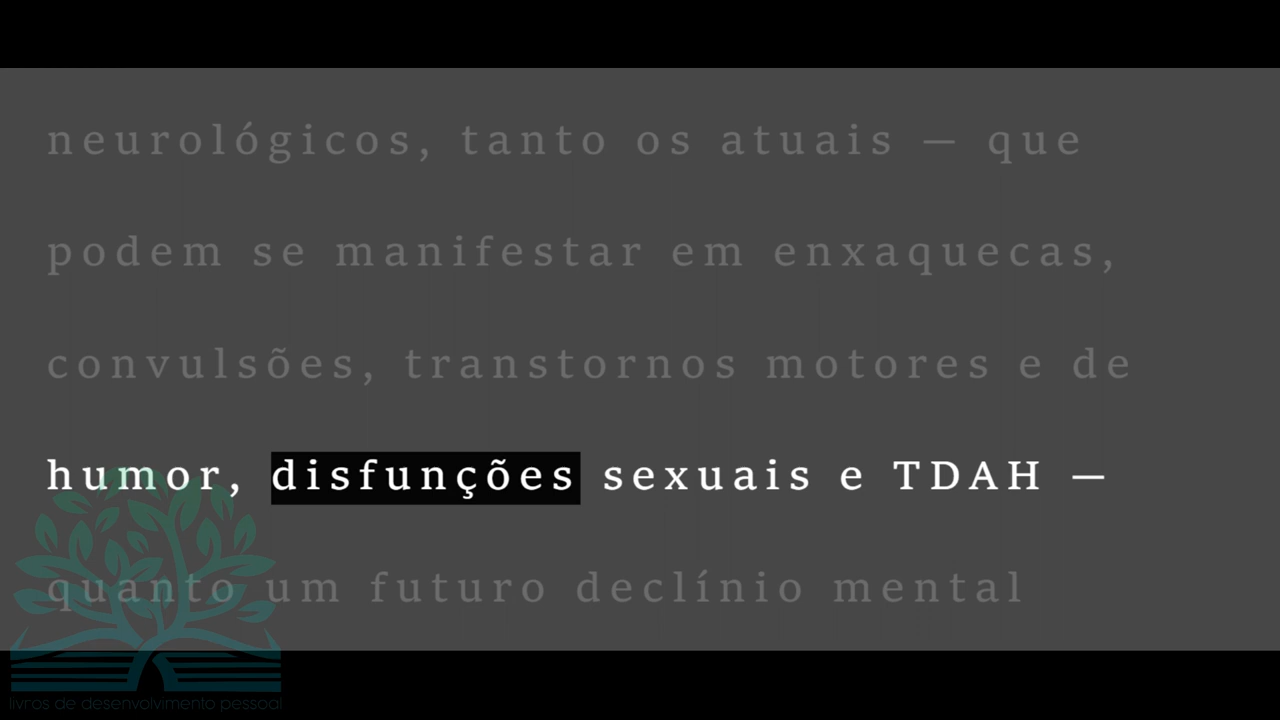 neurológicos, tanto os atuais — que
podem se manifestar em enxaquecas,
convulsões, transtornos motores e de
humor, disfunções sexuais e TDAH —
quanto um futuro declínio mental
livros de desenvolvimento pessoal